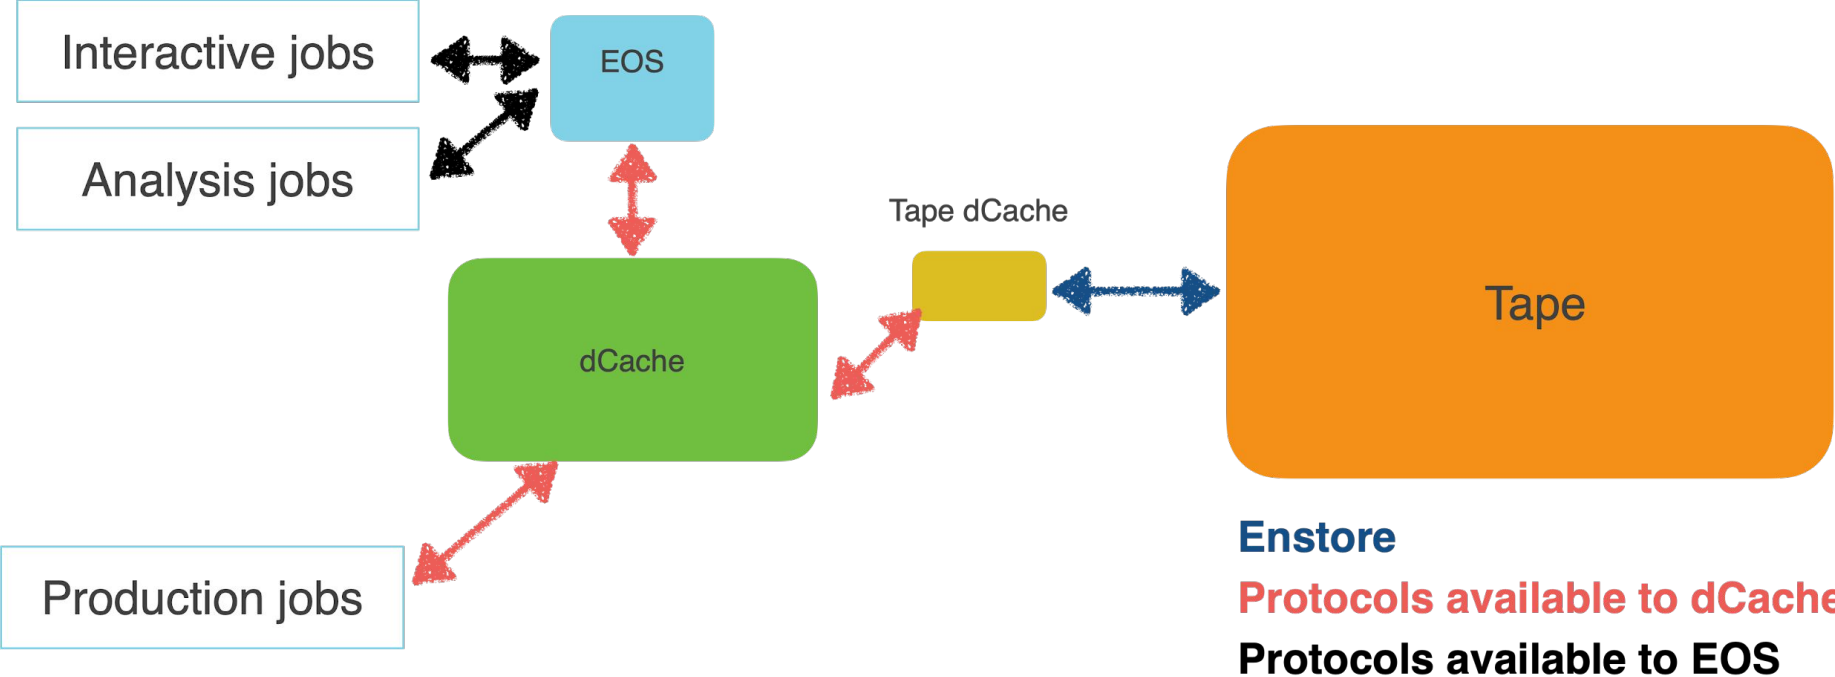 Interactive jobs
EOS
Analysis jobs
Tape dCache
Tape
dCache
Production jobs
Enstore
Protocols available to dCache
Protocols available to EOS